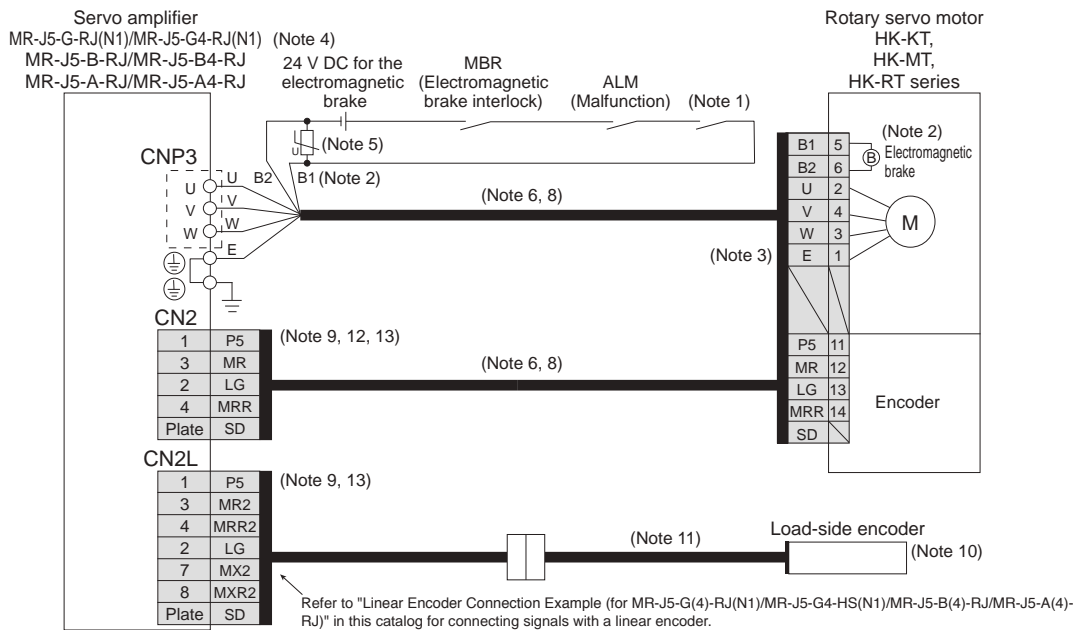 Servo amplifier
MR-J5-G-RJ(N1)/MR-J5-G4-RJ(N1) (Note 4)
MR-J5-B-RJ/MR-J5-B4-RJ
MR-J5-A-RJ/MR-J5-A4-RJ
24 V DC for the
electromagnetic
brake
MBR
(Electromagnetic
brake interlock)
ALM
(Malfunction)
(Note 1)
Rotary servo motor
HK-KT,
HK-MT,
HK-RT series
(Note 5)
U
CNP3
U
V
W
U
V
W
E
B2
B1 (Note 2)
(Note 6, 8)
(Note 3)
B1 5
B2 6
U 2
V 4
W 3
E 1
(Note 2)
B
Electromagnetic
brake
M
CN2
1 P5
3 MR
2 LG
4 MRR
Plate SD
(Note 9, 12, 13)
(Note 6, 8)
P5 11
MR 12
LG 13
MRR 14
SD
Encoder
CN2L
1 P5
3 MR2
4 MRR2
2 LG
7 MX2
8 MXR2
Plate SD
(Note 9, 13)
(Note 11)
Load-side encoder
(Note 10)
Refer to "Linear Encoder Connection Example (for MR-J5-G(4)-RJ(N1)/MR-J5-G4-HS(N1)/MR-J5-B(4)-RJ/MR-J5-A(4)-
RJ)" in this catalog for connecting signals with a linear encoder.